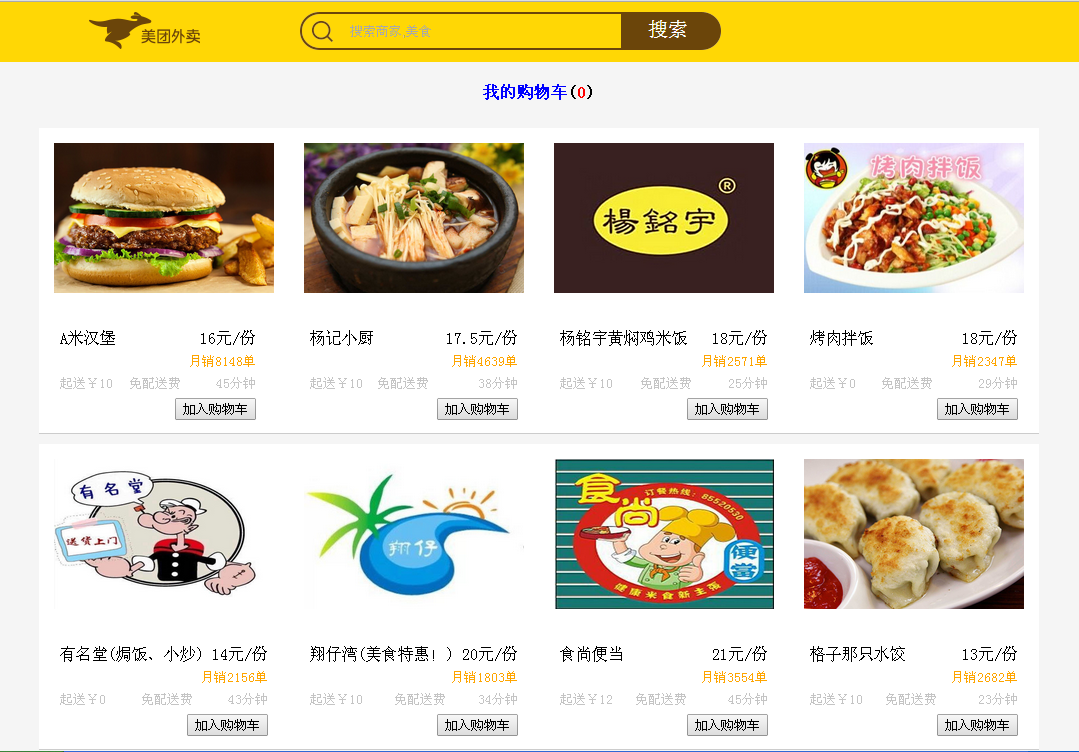 美团外卖
搜索商家,美食
搜索
我的购物车(0)
楊銘宇®
烤肉拌饭
A米汉堡 16元/份
月销8148单
起送￥10 免配送费 45分钟
加入购物车
杨记小厨 17.5元/份
月销4639单
起送￥10 免配送费 38分钟
加入购物车
杨铭宇黄焖鸡米饭 18元/份
月销2571单
起送￥10 免配送费 25分钟
加入购物车
烤肉拌饭 18元/份
月销2347单
起送￥0 免配送费 29分钟
加入购物车
有名堂
送货上门
翔仔
订餐热线: 85520530
食尚
便當
健康米食新主张
有名堂(焗饭、小炒) 14元/份
月销2156单
起送￥0 免配送费 43分钟
加入购物车
翔仔湾(美食特惠！) 20元/份
月销1803单
起送￥10 免配送费 34分钟
加入购物车
食尚便当 21元/份
月销3554单
起送￥12 免配送费 45分钟
加入购物车
格子那只水饺 13元/份
月销2682单
起送￥10 免配送费 23分钟
加入购物车